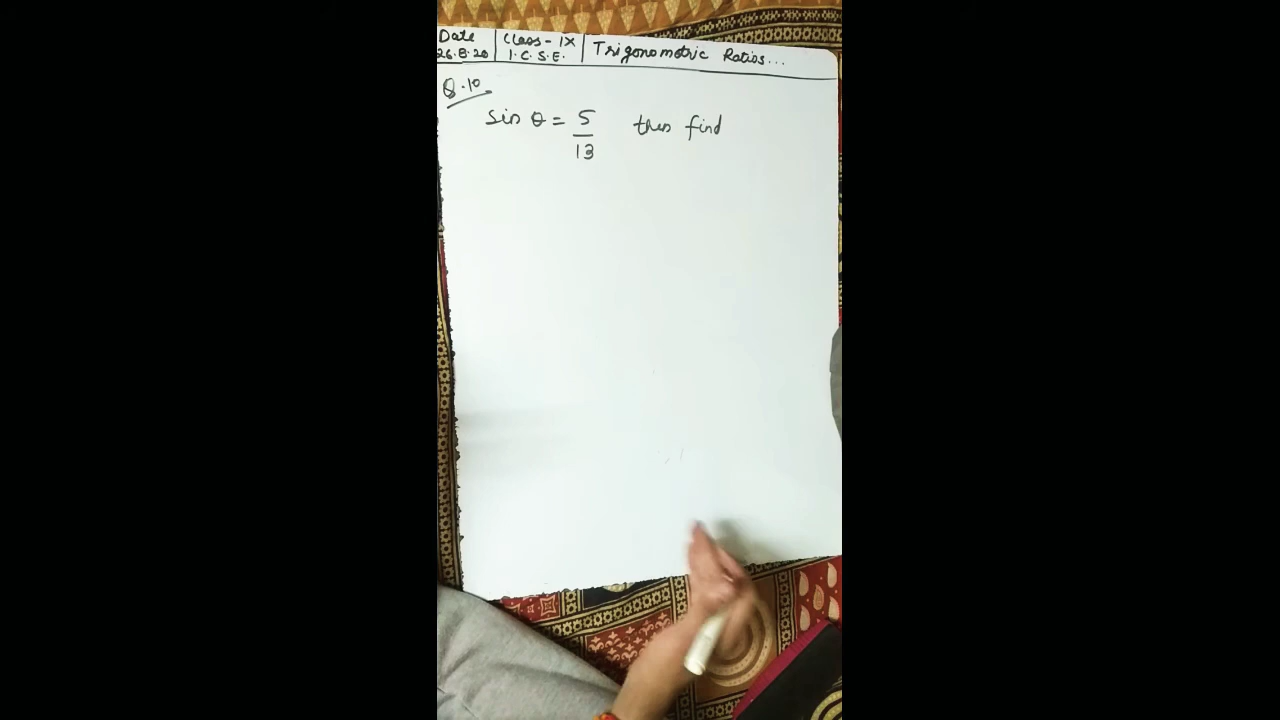 Date | Class - IX | Trigonometric Ratios...
26.8.20 | I.C.S.E.
Q.10
sin θ = 5/13 then find